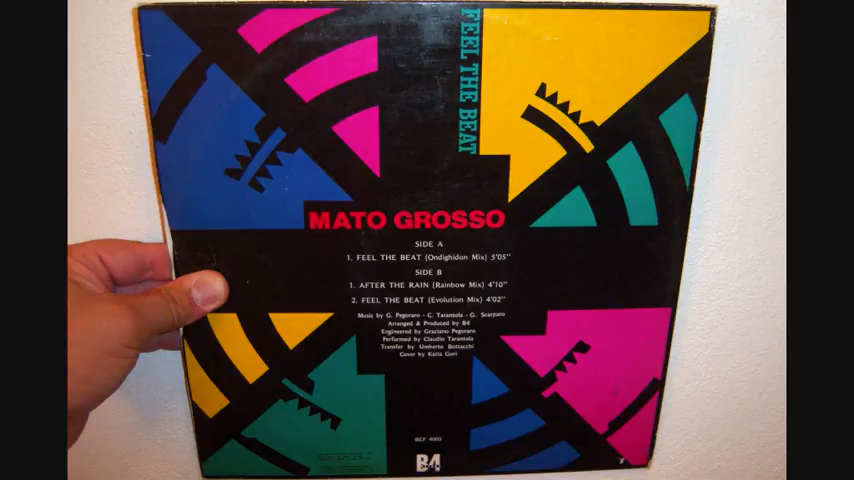 FEEL THE BEAT
MATO GROSSO
SIDE A
1. FEEL THE BEAT (Ondighidon Mix) 5'05"
SIDE B
1. AFTER THE RAIN (Rainbow Mix) 4'10"
2. FEEL THE BEAT (Evolution Mix) 4'02"
Music by G. Pegoraro - C. Tarantola - G. Scarpato
Arranged & Produced by B4
Engineered by Graziano Pegoraro
Performed by Claudio Tarantola
Transfer by Umberto Bottacchi
Cover by Katia Gori
BEF 4005
B4